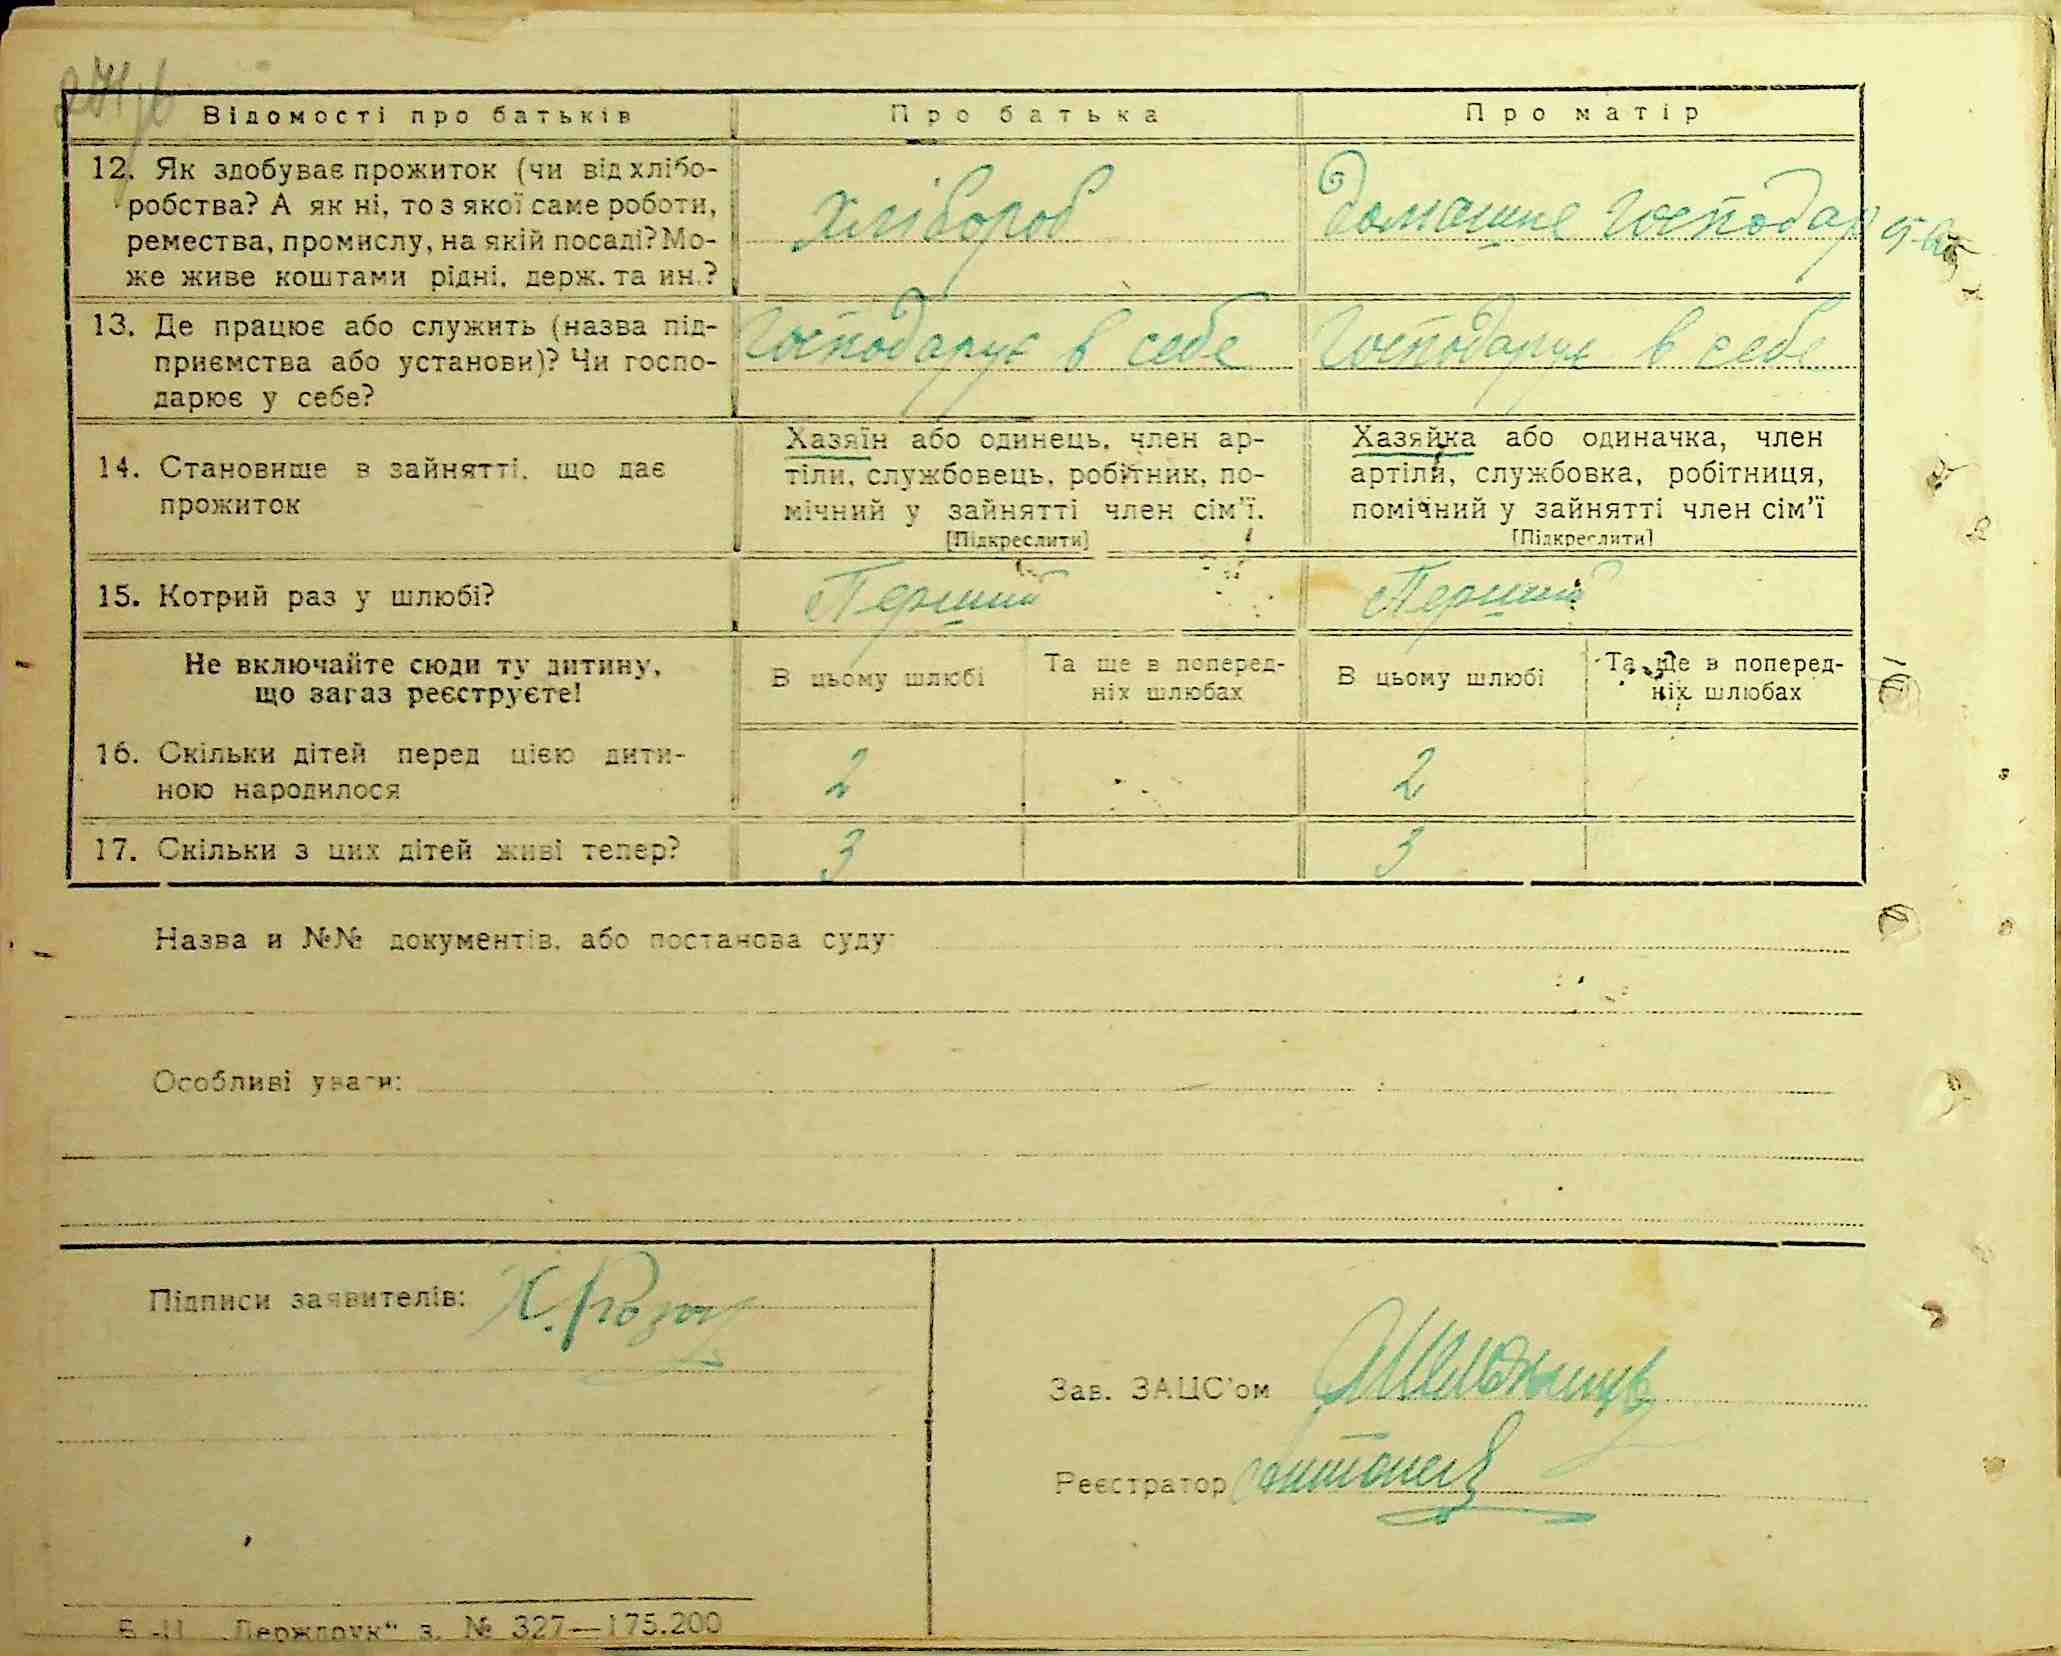 Відомості про батьків Про батька Про матір
12. Як здобуває прожиток (чи від хлібо-
робства? А як ні, то з якої саме роботи,
ремества, промислу, на якій посаді? Мо-
же живе коштами рідні, держ. та ин.?
хлібороб
домашнє господар
13. Де працює або служить (назва під-
приємства або установи)? Чи госпо-
дарює у себе?
Господарує в себе
Господарує в себе
14. Становище в зайнятті, що дає
прожиток
Хазяїн або одинець, член ар-
тіли, службовець, робітник, по-
мічний у зайнятті член сім'ї.
[Підкреслити]
Хазяйка або одиначка, член
артіли, службовка, робітниця,
помічний у зайнятті член сім'ї
[Підкреслити]
15. Котрий раз у шлюбі?
Перший
Перший
Не включайте сюди ту дитину,
що зараз реєструєте!
В цьому шлюбі
Та ще в поперед-
ніх шлюбах
В цьому шлюбі
Та ще в поперед-
ніх шлюбах
16. Скільки дітей перед цією дити-
ною народилося
2
2
17. Скільки з цих дітей живі тепер?
3
3
Назва и №№ документів, або постанова суду:
Особливі уваги:
Підписи заявителів:
Зав. ЗАЦС'ом
Реєстратор
„Держдрук“ з. № 327—175.200